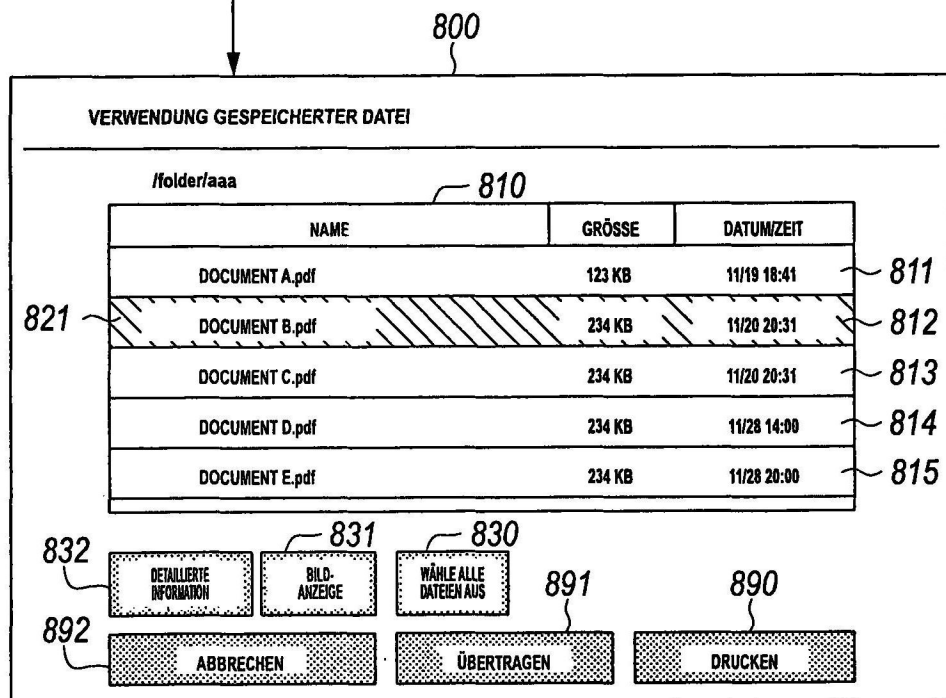 800
VERWENDUNG GESPEICHERTER DATEI
/folder/aaa
810
NAME GRÖSSE DATUM/ZEIT
DOCUMENT A.pdf 123 KB 11/19 18:41 811
821 DOCUMENT B.pdf 234 KB 11/20 20:31 812
DOCUMENT C.pdf 234 KB 11/20 20:31 813
DOCUMENT D.pdf 234 KB 11/28 14:00 814
DOCUMENT E.pdf 234 KB 11/28 20:00 815
832 831 830
DETAILLIERTE BILD- WÄHLE ALLE
INFORMATION ANZEIGE DATEIEN AUS
892 891 890
ABBRECHEN ÜBERTRAGEN DRUCKEN